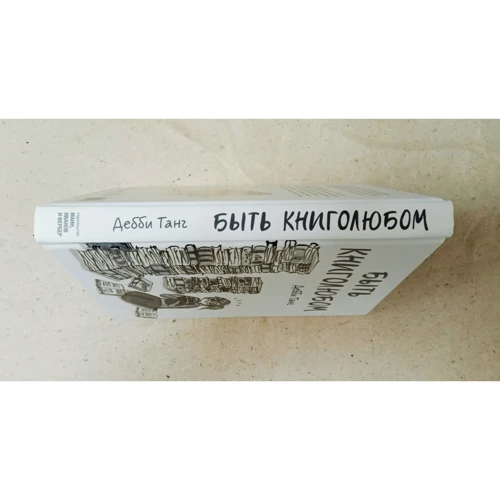 МАНН, ИВАНОВ И ФЕРБЕР
Дебби Танг
БЫТЬ КНИГОЛЮБОМ
БЫТЬ
КНИГОЛЮБОМ
Дебби Танг